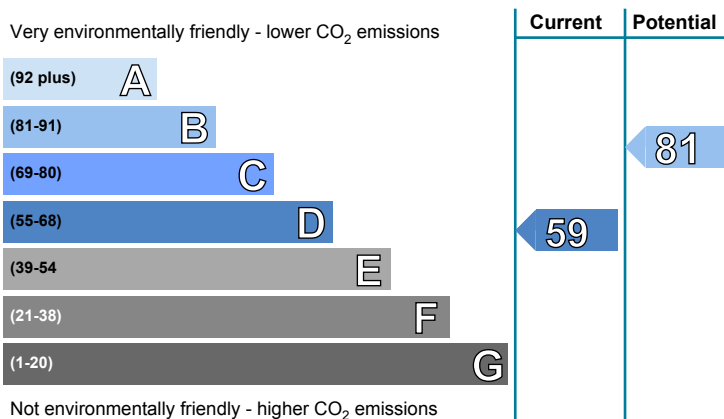 Very environmentally friendly - lower CO2 emissions
Current
Potential
(92 plus) A
(81-91) B
(69-80) C
(55-68) D
(39-54 E
(21-38) F
(1-20) G
59
81
Not environmentally friendly - higher CO2 emissions